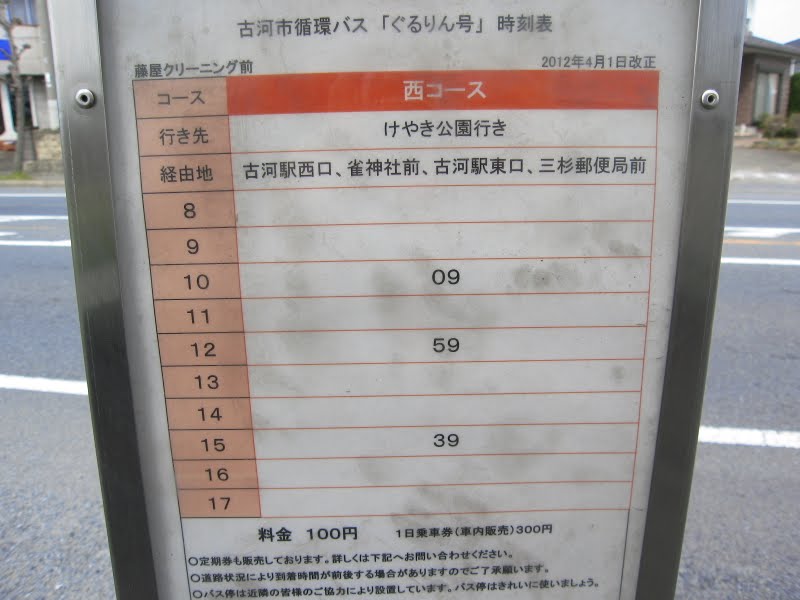 古河市循環バス「ぐるりん号」時刻表
藤屋クリーニング前 2012年4月1日改正
コース 西コース
行き先 けやき公園行き
経由地 古河駅西口、雀神社前、古河駅東口、三杉郵便局前
8
9
10 09
11
12 59
13
14
15 39
16
17
料金 100円 1日乗車券(車内販売)300円
○定期券も販売しております。詳しくは下記へお問い合わせください。
○道路状況により到着時間が前後する場合がありますのでご了承願います。
○バス停は近隣の皆様のご協力により設置しています。バス停はきれいに使いましょう。